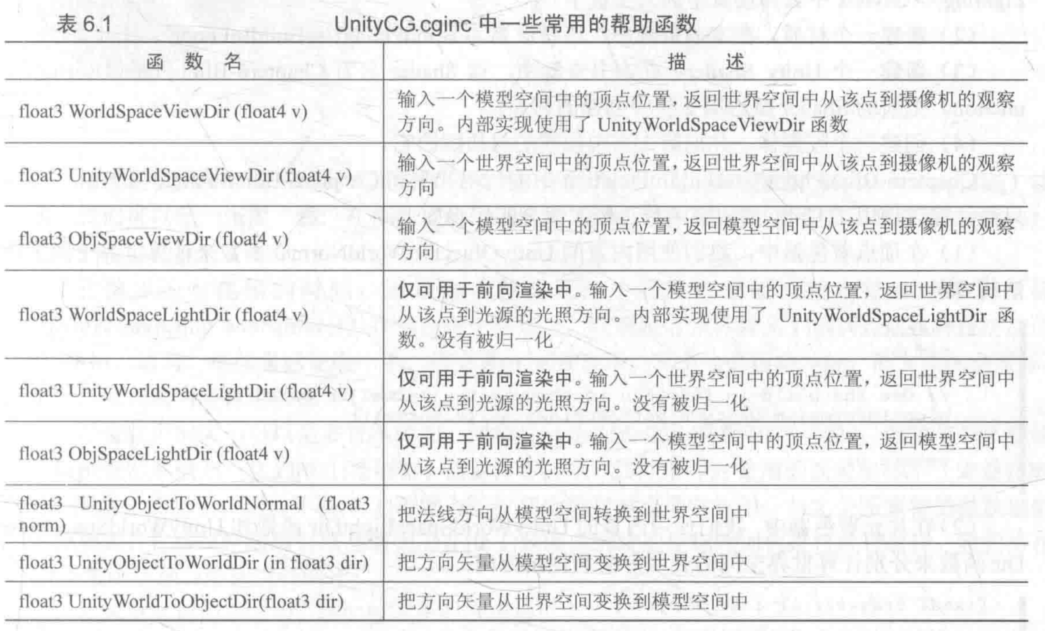 表 6.1 UnityCG.cginc 中一些常用的帮助函数
函 数 名 描 述
float3 WorldSpaceViewDir (float4 v) 输入一个模型空间中的顶点位置，返回世界空间中从该点到摄像机的观察
方向。内部实现使用了 UnityWorldSpaceViewDir 函数
float3 UnityWorldSpaceViewDir (float4 v) 输入一个世界空间中的顶点位置，返回世界空间中从该点到摄像机的观察
方向
float3 ObjSpaceViewDir (float4 v) 输入一个模型空间中的顶点位置，返回模型空间中从该点到摄像机的观察
方向
float3 WorldSpaceLightDir (float4 v) 仅可用于前向渲染中。输入一个模型空间中的顶点位置，返回世界空间中
从该点到光源的光照方向。内部实现使用了 UnityWorldSpaceLightDir 函
数。没有被归一化
float3 UnityWorldSpaceLightDir (float4 v) 仅可用于前向渲染中。输入一个世界空间中的顶点位置，返回世界空间中
从该点到光源的光照方向。没有被归一化
float3 ObjSpaceLightDir (float4 v) 仅可用于前向渲染中。输入一个模型空间中的顶点位置，返回模型空间中
从该点到光源的光照方向。没有被归一化
float3 UnityObjectToWorldNormal (float3
norm) 把法线方向从模型空间转换到世界空间中
float3 UnityObjectToWorldDir (in float3 dir) 把方向矢量从模型空间变换到世界空间中
float3 UnityWorldToObjectDir(float3 dir) 把方向矢量从世界空间变换到模型空间中